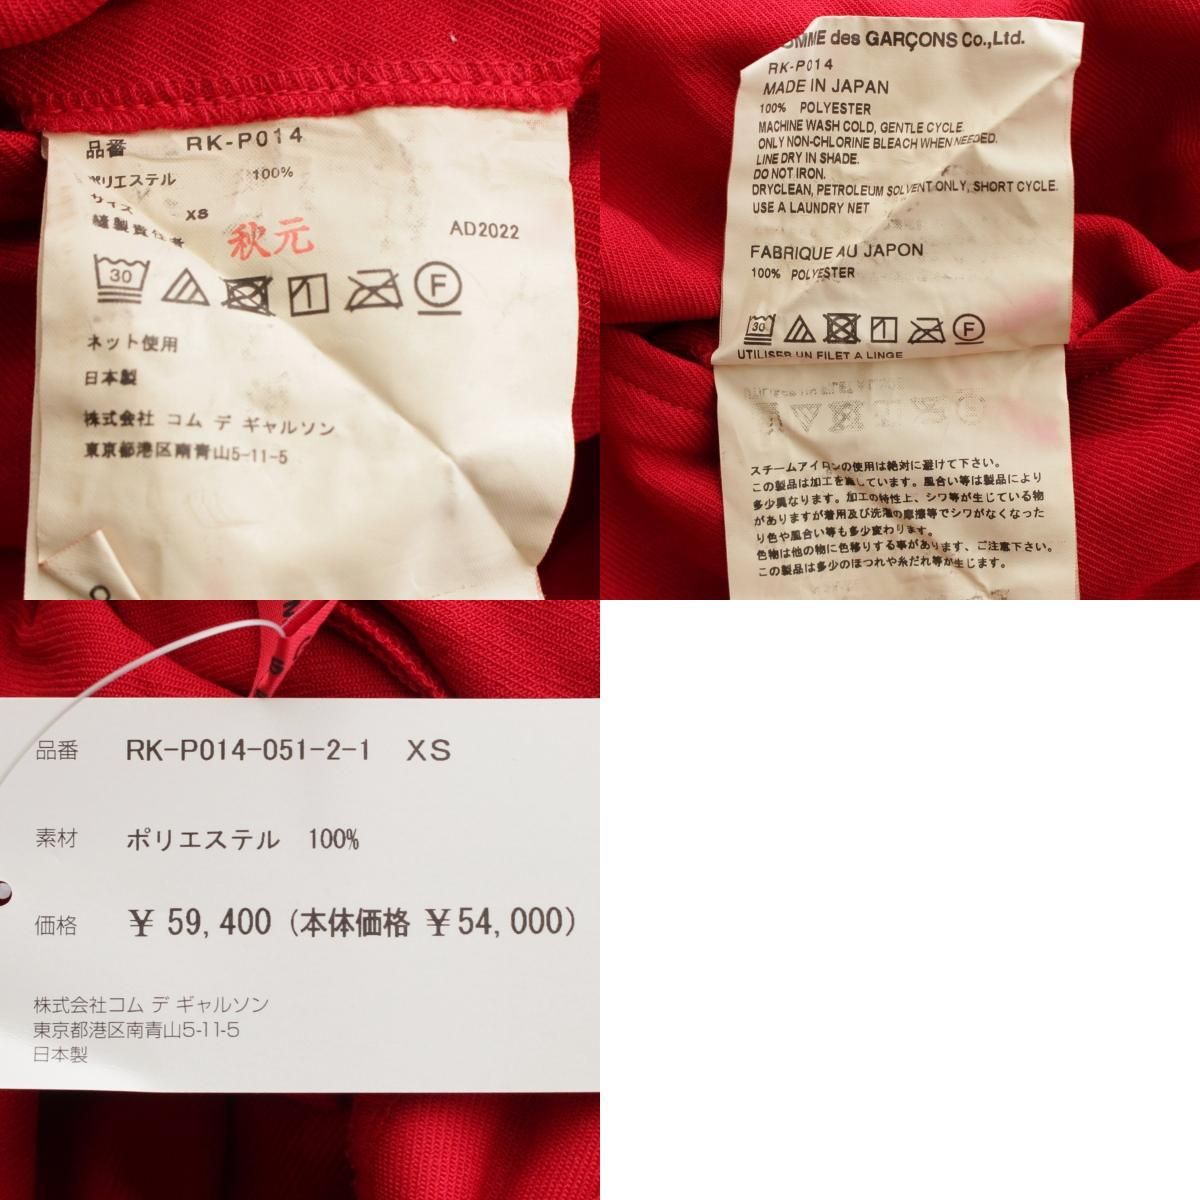 品番 RK-P014
ポリエステル 100%
サイズ XS
縫製責任者 秋元 AD2022
30 F
ネット使用
日本製
株式会社 コム デ ギャルソン
東京都港区南青山5-11-5
COMME des GARÇONS Co.,Ltd.
RK-P014
MADE IN JAPAN
100% POLYESTER
MACHINE WASH COLD, GENTLE CYCLE.
ONLY NON-CHLORINE BLEACH WHEN NEEDED.
LINE DRY IN SHADE.
DO NOT IRON.
DRYCLEAN, PETROLEUM SOLVENT ONLY, SHORT CYCLE.
USE A LAUNDRY NET
FABRIQUE AU JAPON
100% POLYESTER
30 F
UTILISER UN FILET A LINGE
スチームアイロンの使用は絶対に避けて下さい。
この製品は加工を施しています。風合い等は製品により
多少異なります。加工の特性上、シワ等が生じている物
がありますが着用及び洗濯の摩擦等でシワがなくなった
り色や風合い等も多少変わります。
色物は他の物に色移りする事があります、ご注意下さい。
この製品は多少のほつれや糸だれ等が生じます。
品番 RK-P014-051-2-1 XS
素材 ポリエステル 100%
価格 ¥ 59,400 (本体価格 ¥54,000)
株式会社コム デ ギャルソン
東京都港区南青山5-11-5
日本製